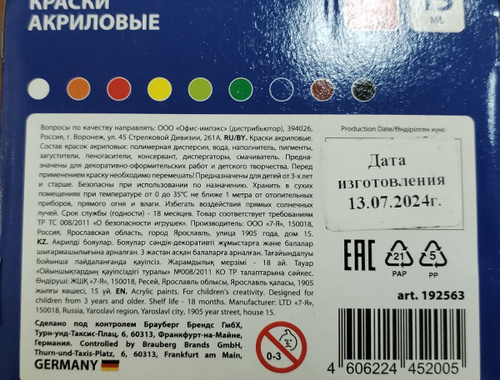 КРАСКИ
АКРИЛОВЫЕ
15
ML
Вопросы по качеству направлять: ООО «Офис-импэкс» (дистрибьютор), 394026,
Россия, г. Воронеж, ул. 45 Стрелковой Дивизии, 261А. RU/BY. Краски акриловые.
Состав красок акриловых: полимерная дисперсия, вода, наполнитель, пигменты,
загустители, пеногасители, консервант, диспергаторы, смачиватель.
Предназначены для декоративно-оформительских работ и детского творчества. Перед
применением краску необходимо перемешать! Предназначены для детей от 3-х лет
и старше. Безопасны при использовании по назначению. Хранить в сухих
помещениях при температуре от 0 до 35°C не ближе 1 метра от отопительных
приборов, прямого огня и влаги. Избегать воздействия прямых солнечных
лучей. Срок службы (годности) - 18 месяцев. Товар соответствует требованиям
ТР ТС 008/2011 «О безопасности игрушек». Производитель: ООО «7-Я», 150018,
Россия, Ярославская область, город Ярославль, улица 1905 года, дом 15.
KZ. Акрилді бояулар. Бояулар сәндік-декоративті жұмыстарға және балалар
шығармашылығына арналған. 3 жастан асқан балаларға арналған. Тағайындалуы
бойынша пайдаланғанда қауіпсіз. Жарамдылық мерзімі - 18 ай. Тауар
«Ойыншықтардың қауіпсіздігі туралы» №008/2011 КО ТР талаптарына сәйкес.
Өндіруші: ЖШҚ «7-Я», 150018, Ресей, Ярославль облысы, Ярославль қаласы, 1905
жылғы көшесі, 15 үй. EN. Acrylic paints. For children's creativity. Designed for
children from 3 years and older. Shelf life - 18 months. Manufacturer: LTD «7-YA»,
150018, Russia, Yaroslavl region, Yaroslavl city, 1905 year street, house 15.
Сделано под контролем Брауберг Брендс ГмбХ,
Турн-унд-Таксис-Плац, 6, 60313, Франкфурт-на-Майне,
Германия. Controlled by Brauberg Brands GmbH,
Thurn-und-Taxis-Platz, 6, 60313, Frankfurt am Main,
GERMANY
0-3
Production Date/Өндірілген күні:
Дата
изготовления
13.07.2024г.
EAC
21
PAP
5
PP
art. 192563
4 606224 452005